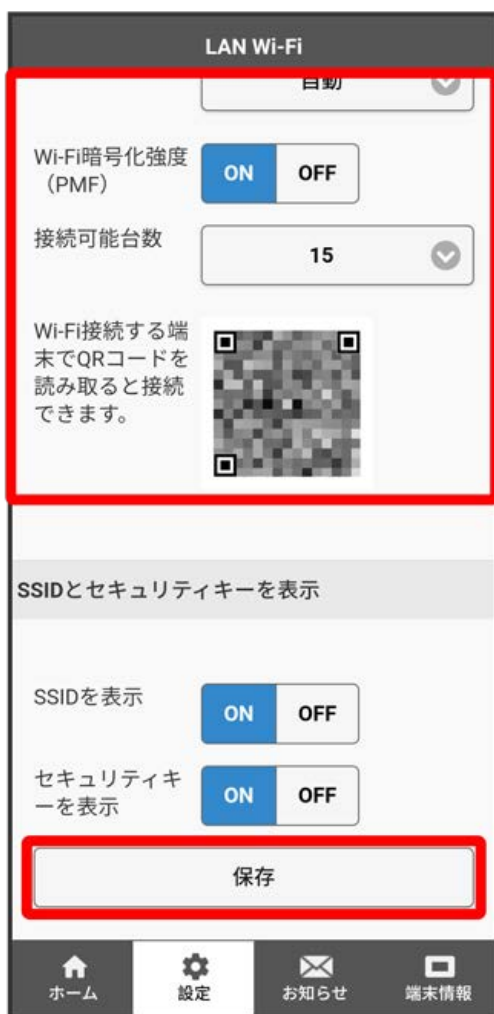 LAN Wi-Fi
自動
Wi-Fi暗号化強度
（PMF）
ON OFF
接続可能台数
15
Wi-Fi接続する端
末でQRコードを
読み取ると接続
できます。
SSIDとセキュリティキーを表示
SSIDを表示
ON OFF
セキュリティキ
ーを表示
ON OFF
保存
ホーム 設定 お知らせ 端末情報